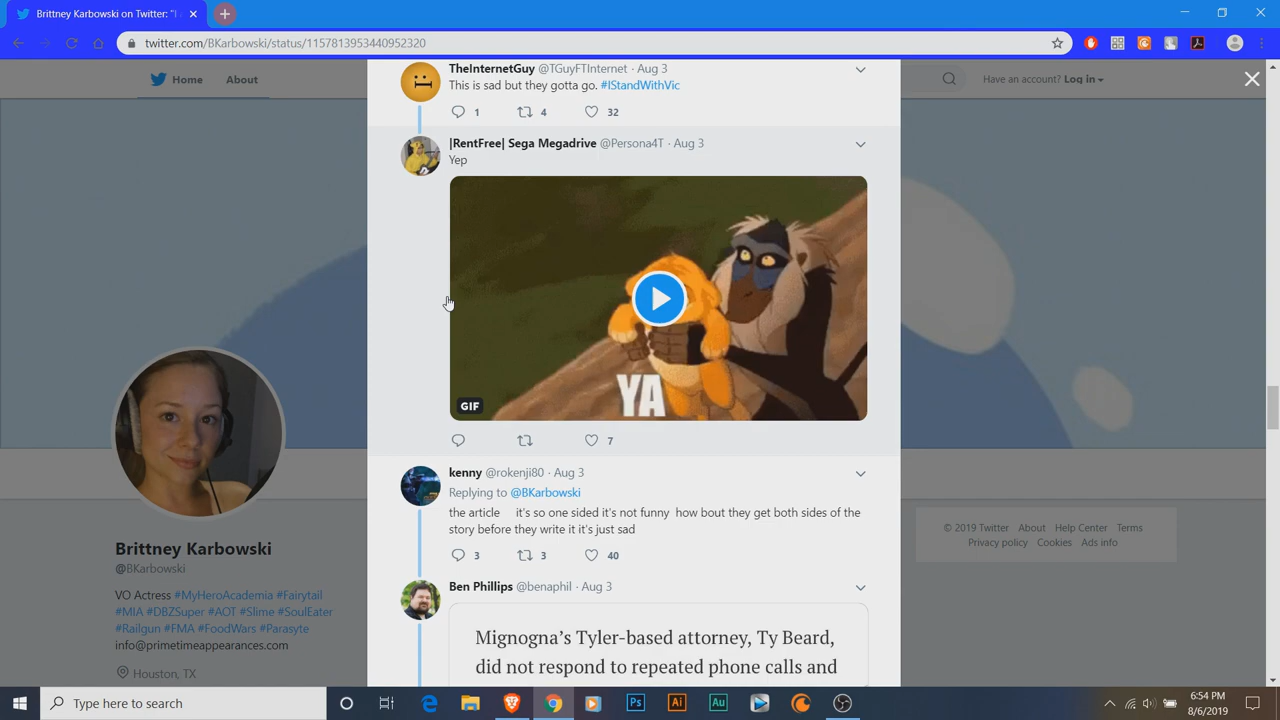 Brittney Karbowski on Twitter: "I
twitter.com/BKarbowski/status/1157813953440952320
Home
About
Have an account? Log in
TheInternetGuy @TGuyFTInternet · Aug 3
This is sad but they gotta go. #IStandWithVic
1
4
32
|RentFree| Sega Megadrive @Persona4T · Aug 3
Yep
YA
GIF
7
kenny @rokenji80 · Aug 3
Replying to @BKarbowski
the article it's so one sided it's not funny how bout they get both sides of the
story before they write it it's just sad
3
3
40
Ben Phillips @benaphil · Aug 3
Mignogna's Tyler-based attorney, Ty Beard,
did not respond to repeated phone calls and
Brittney Karbowski
@BKarbowski
VO Actress #MyHeroAcademia #Fairytail
#MIA #DBZSuper #AOT #Slime #SoulEater
#Railgun #FMA #FoodWars #Parasyte
info@primetimeappearances.com
Houston, TX
© 2019 Twitter About Help Center Terms
Privacy policy Cookies Ads info
Type here to search
Ps
Ai
Au
6:54 PM
8/6/2019